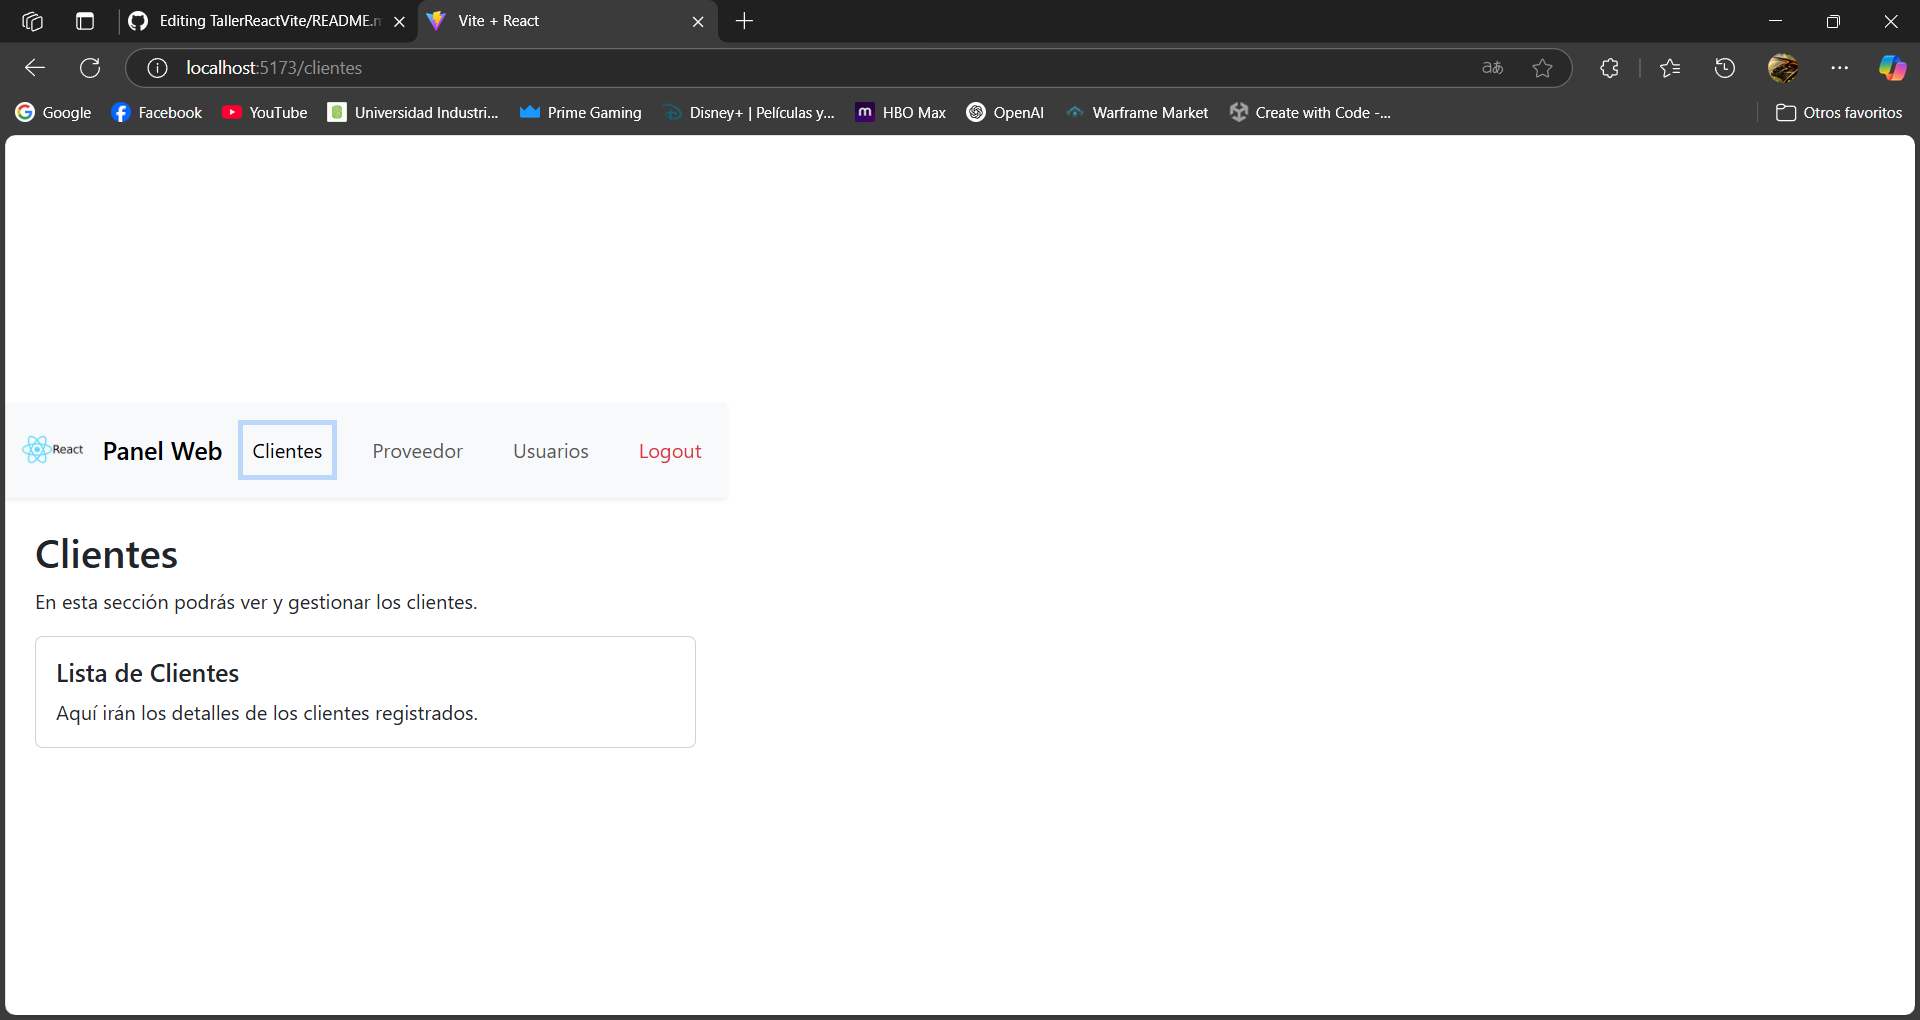 Editing TallerReactVite/README.m
Vite + React
localhost:5173/clientes
aあ
Google
Facebook
YouTube
Universidad Industri...
Prime Gaming
Disney+ | Películas y...
m HBO Max
OpenAI
Warframe Market
Create with Code -...
Otros favoritos
React
Panel Web
Clientes
Proveedor
Usuarios
Logout
Clientes
En esta sección podrás ver y gestionar los clientes.
Lista de Clientes
Aquí irán los detalles de los clientes registrados.